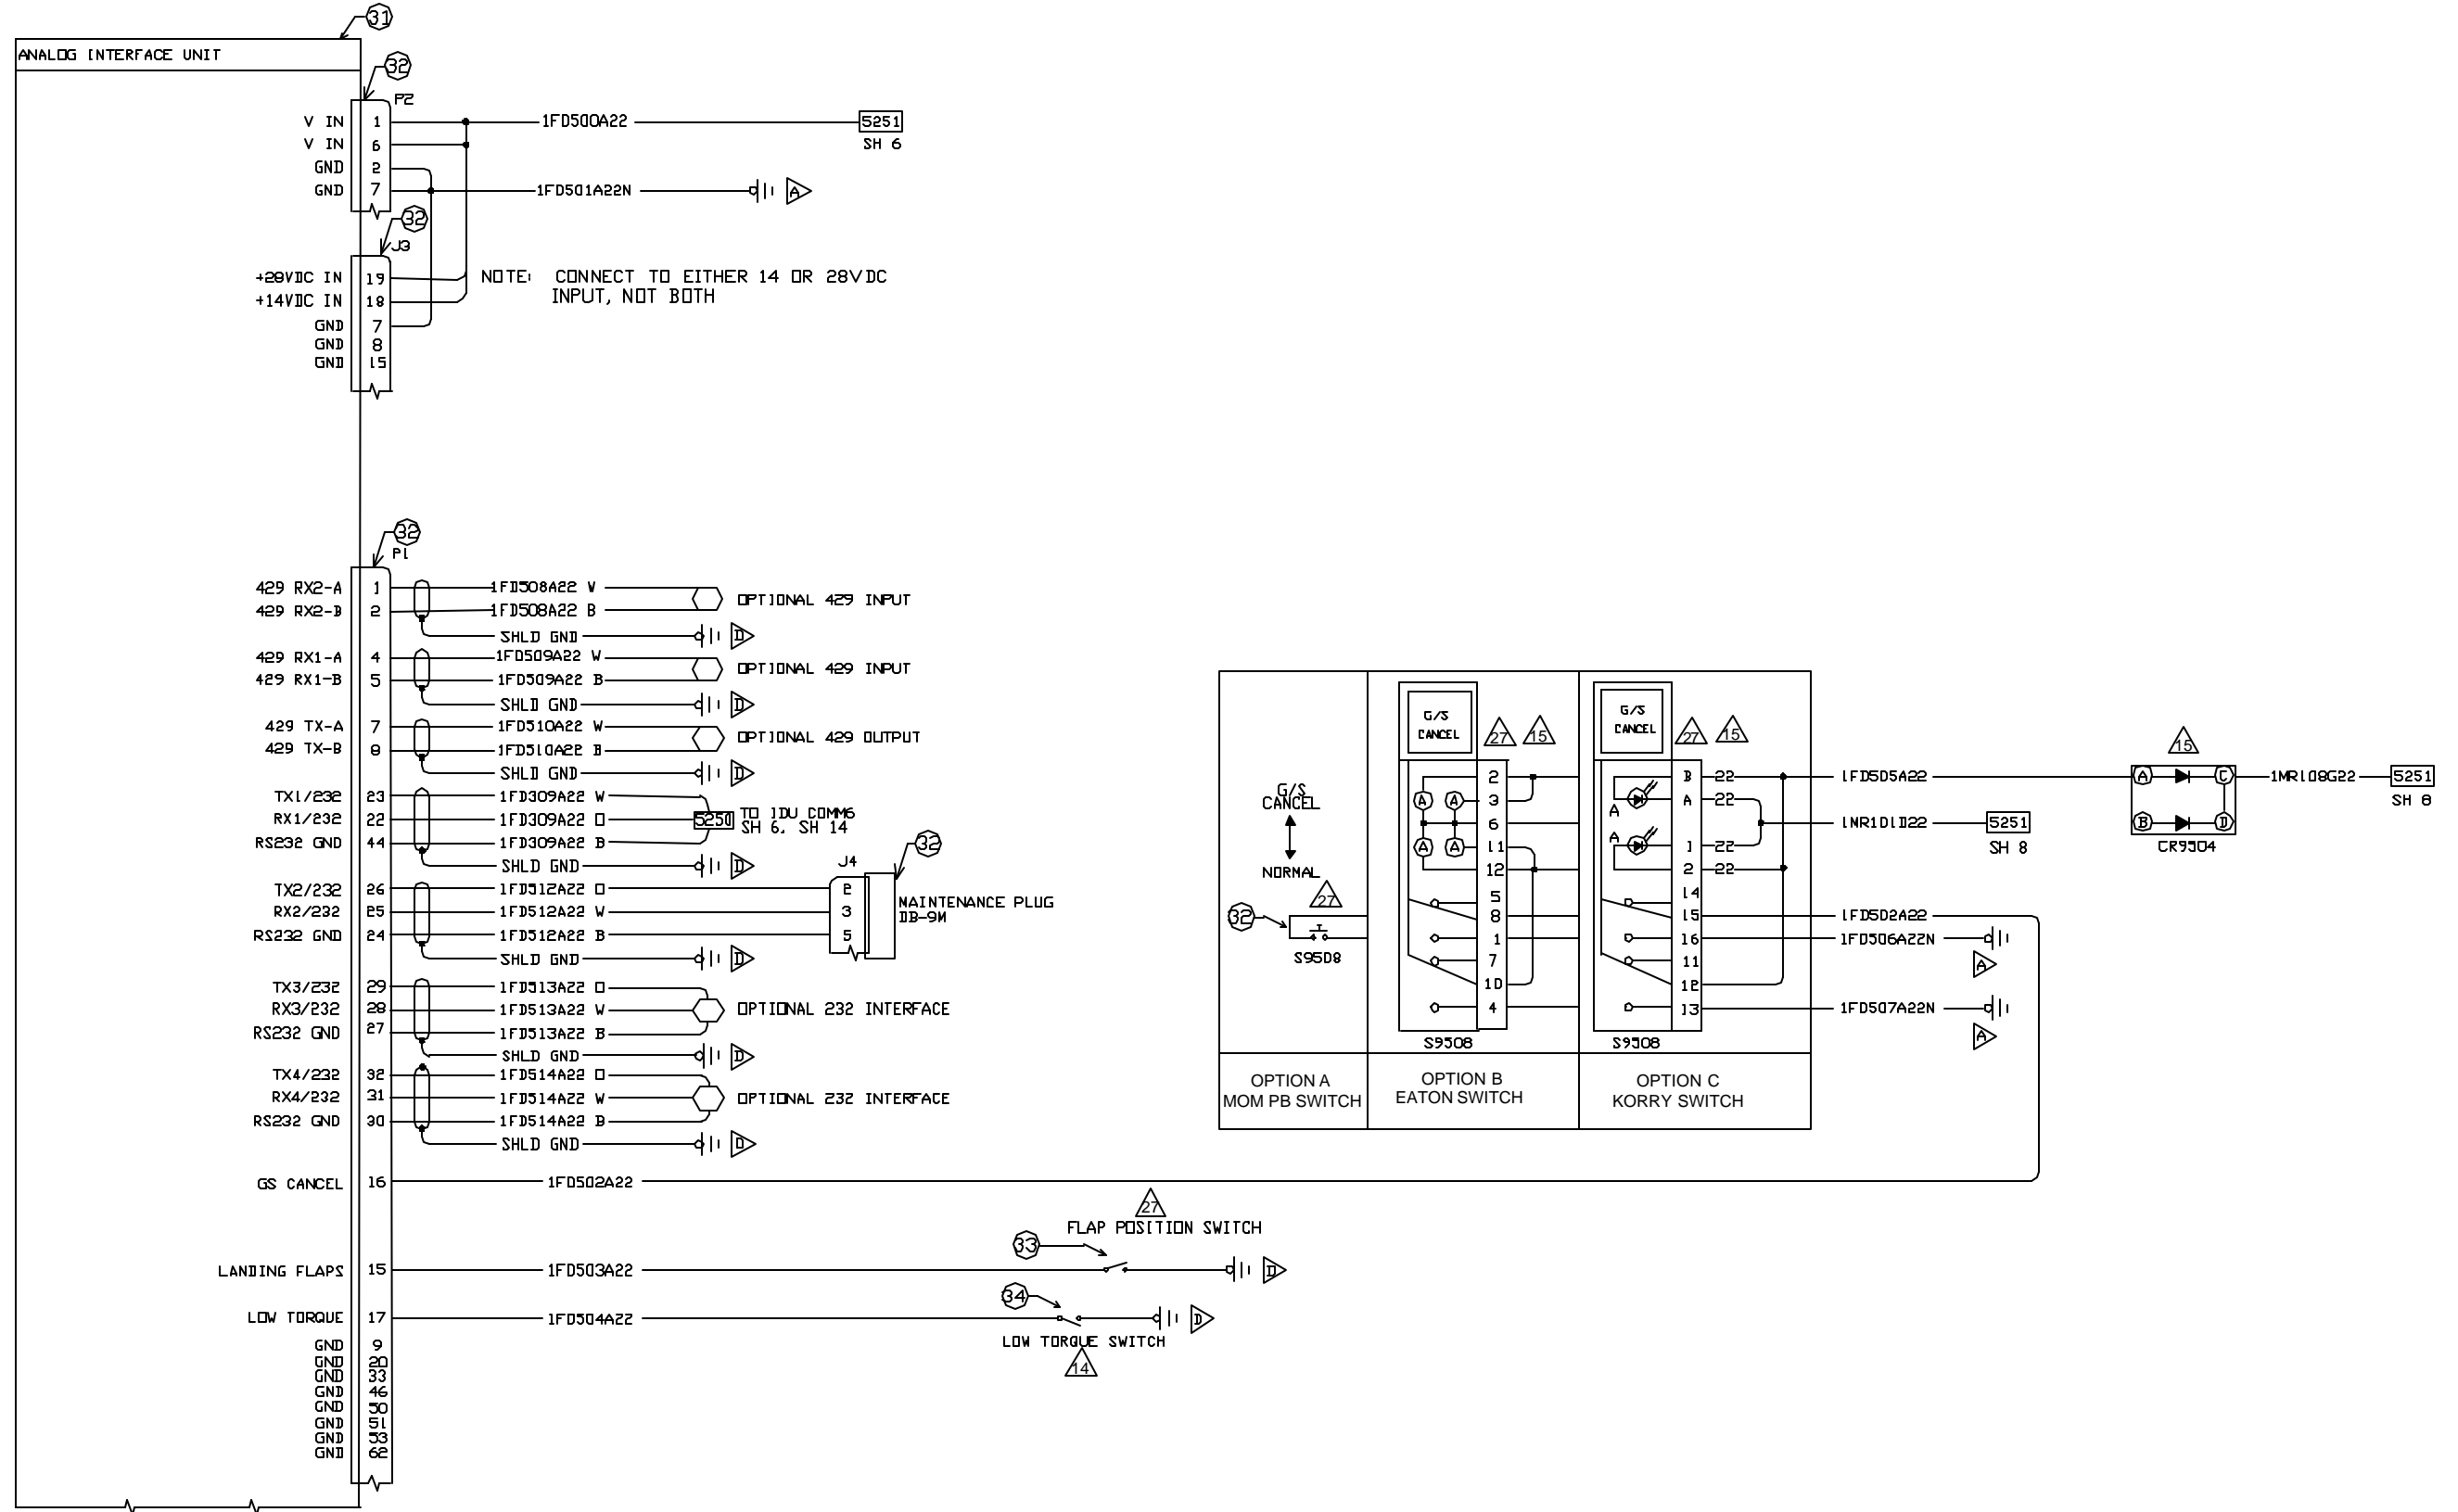 31
ANALOG INTERFACE UNIT
32
P2
V IN 1 1FD500A22 5251
V IN 6 SH 6
GND 2
GND 7 1FD501A22N A
32
J3
+28VDC IN 19 NOTE: CONNECT TO EITHER 14 OR 28VDC
+14VDC IN 18 INPUT, NOT BOTH
GND 7
GND 8
GND 15
32
P1
429 RX2-A 1 1FD508A22 W
OPTIONAL 429 INPUT
429 RX2-B 2 1FD508A22 B
SHLD GND D
429 RX1-A 4 1FD509A22 W
OPTIONAL 429 INPUT
429 RX1-B 5 1FD509A22 B
SHLD GND D
429 TX-A 7 1FD510A22 W
OPTIONAL 429 OUTPUT
429 TX-B 8 1FD510A22 B
SHLD GND D
TX1/232 23 1FD309A22 W
RX1/232 22 1FD309A22 O 5250 TO IDU COMM6
SH 6, SH 14
RS232 GND 44 1FD309A22 B
SHLD GND D
32
J4
TX2/232 26 1FD512A22 O 2
RX2/232 25 1FD512A22 W 3
MAINTENANCE PLUG
DB-9M
RS232 GND 24 1FD512A22 B 5
SHLD GND D
TX3/232 29 1FD513A22 O
RX3/232 28 1FD513A22 W OPTIONAL 232 INTERFACE
RS232 GND 27 1FD513A22 B
SHLD GND D
TX4/232 32 1FD514A22 O
RX4/232 31 1FD514A22 W OPTIONAL 232 INTERFACE
RS232 GND 30 1FD514A22 B
SHLD GND D
GS CANCEL 16 1FD502A22
27
FLAP POSITION SWITCH
33
LANDING FLAPS 15 1FD503A22 D
34
LOW TORQUE 17 1FD504A22 D
LOW TORQUE SWITCH
14
GND 9
GND 20
GND 33
GND 46
GND 50
GND 51
GND 53
GND 62
G/S
CANCEL
NORMAL
27
32
S9508
OPTION A
MOM PB SWITCH
G/S
CANCEL
27 15
2
A A 3
6
A A 11
12
5
8
1
7
10
4
S9508
OPTION B
EATON SWITCH
G/S
CANCEL
27 15
B 22
A A 22
A 1 22
2 22
14
15
16
11
12
13
S9508
OPTION C
KORRY SWITCH
1FD505A22
1MR101D22 5251
SH 8
1FD502A22
1FD506A22N
A
1FD507A22N
A
15
A C 1MR108G22 5251
SH 8
B D
CR9504